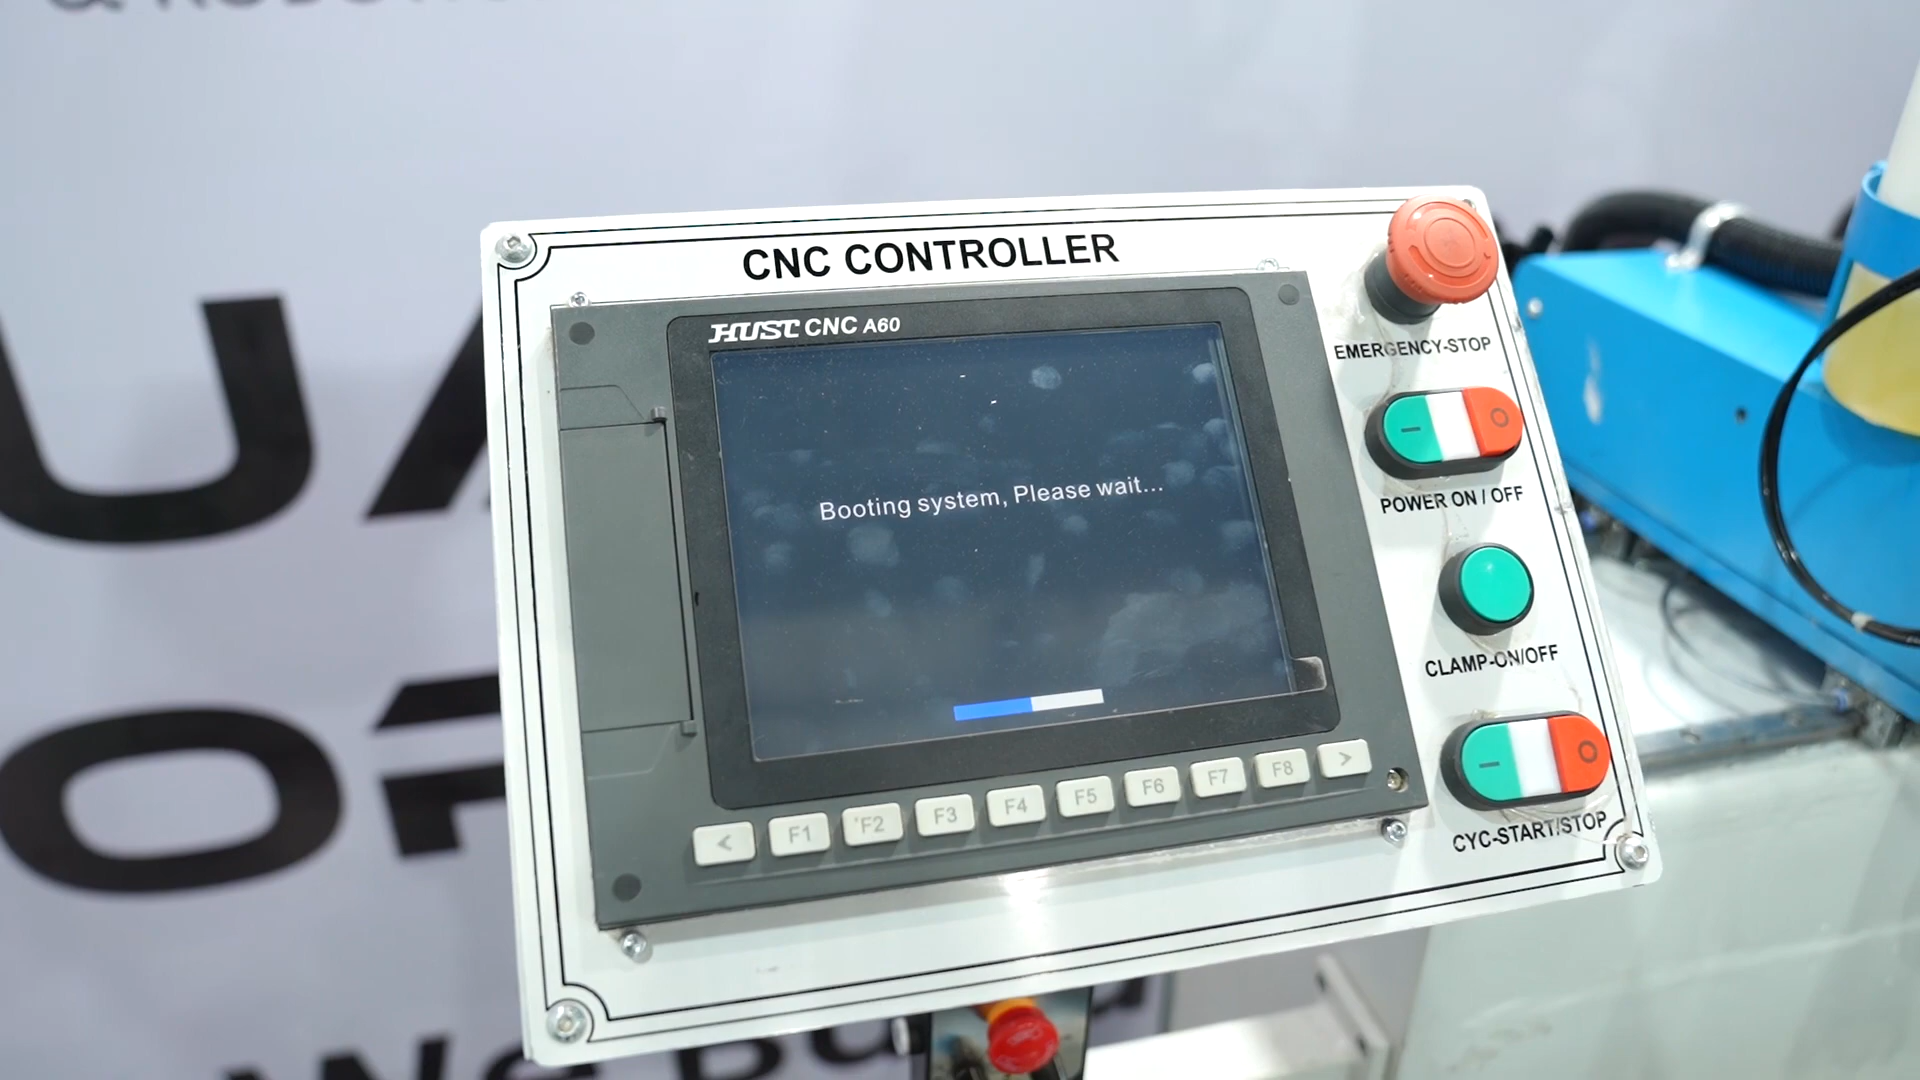 CNC CONTROLLER
HUST CNC A60
EMERGENCY-STOP
POWER ON / OFF
Booting system, Please wait...
CLAMP-ON/OFF
< F1 F2 F3 F4 F5 F6 F7 F8 >
CYC-START/STOP